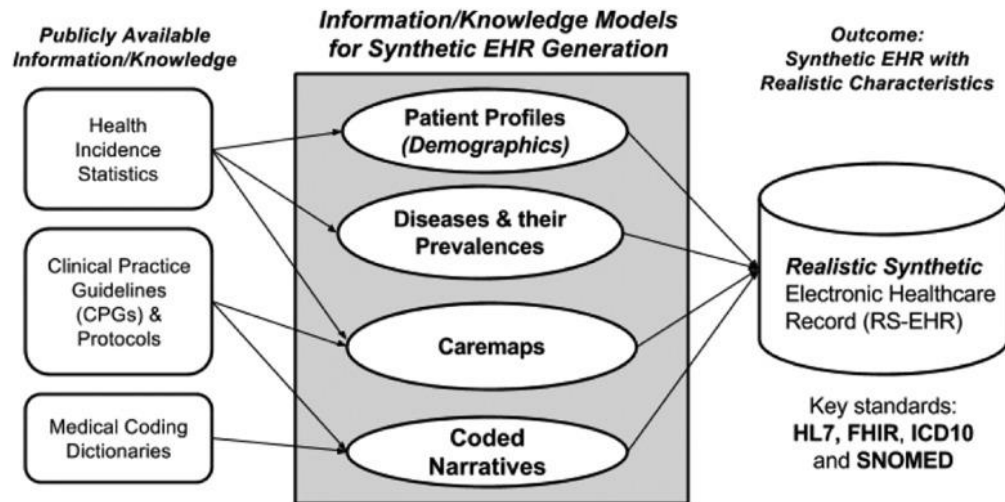 Publicly Available
Information/Knowledge
Information/Knowledge Models
for Synthetic EHR Generation
Outcome:
Synthetic EHR with
Realistic Characteristics
Health
Incidence
Statistics
Clinical Practice
Guidelines
(CPGs) &
Protocols
Medical Coding
Dictionaries
Patient Profiles
(Demographics)
Diseases & their
Prevalences
Caremaps
Coded
Narratives
Realistic Synthetic
Electronic Healthcare
Record (RS-EHR)
Key standards:
HL7, FHIR, ICD10
and SNOMED